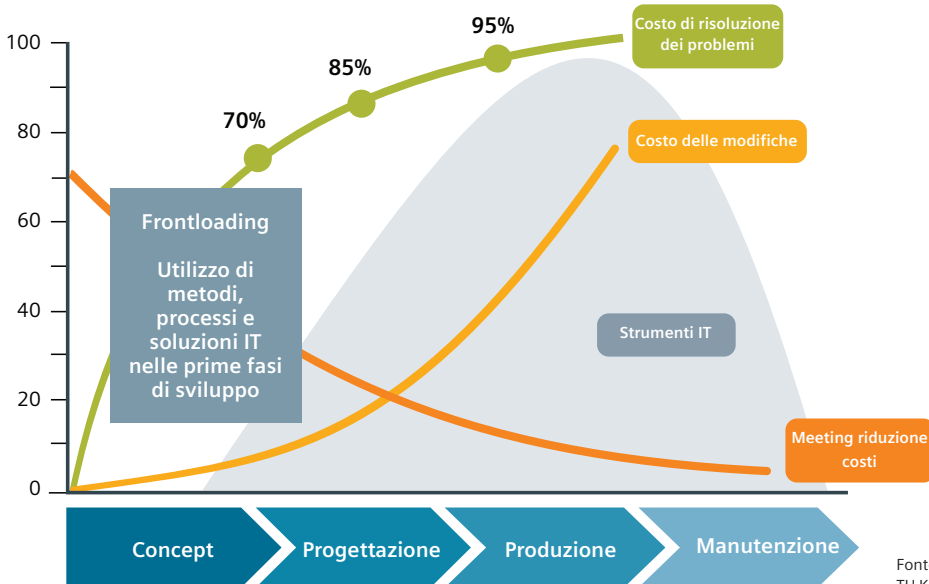 100
80
60
40
20
0
70%
85%
95%
Costo di risoluzione
dei problemi
Costo delle modifiche
Frontloading
Utilizzo di
metodi,
processi e
soluzioni IT
nelle prime fasi
di sviluppo
Strumenti IT
Meeting riduzione
costi
Concept
Progettazione
Produzione
Manutenzione